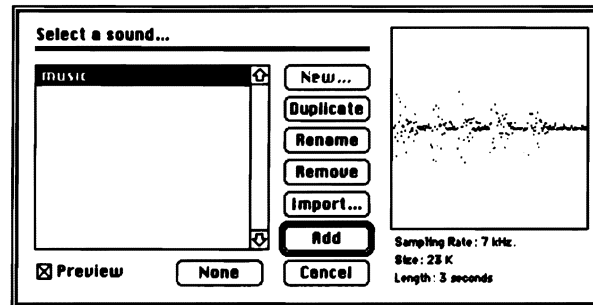 Select a sound...
music
New...
Duplicate
Rename
Remove
Import...
Add
Preview
None
Cancel
Sampling Rate: 7 kHz.
Size: 23 K
Length: 3 seconds